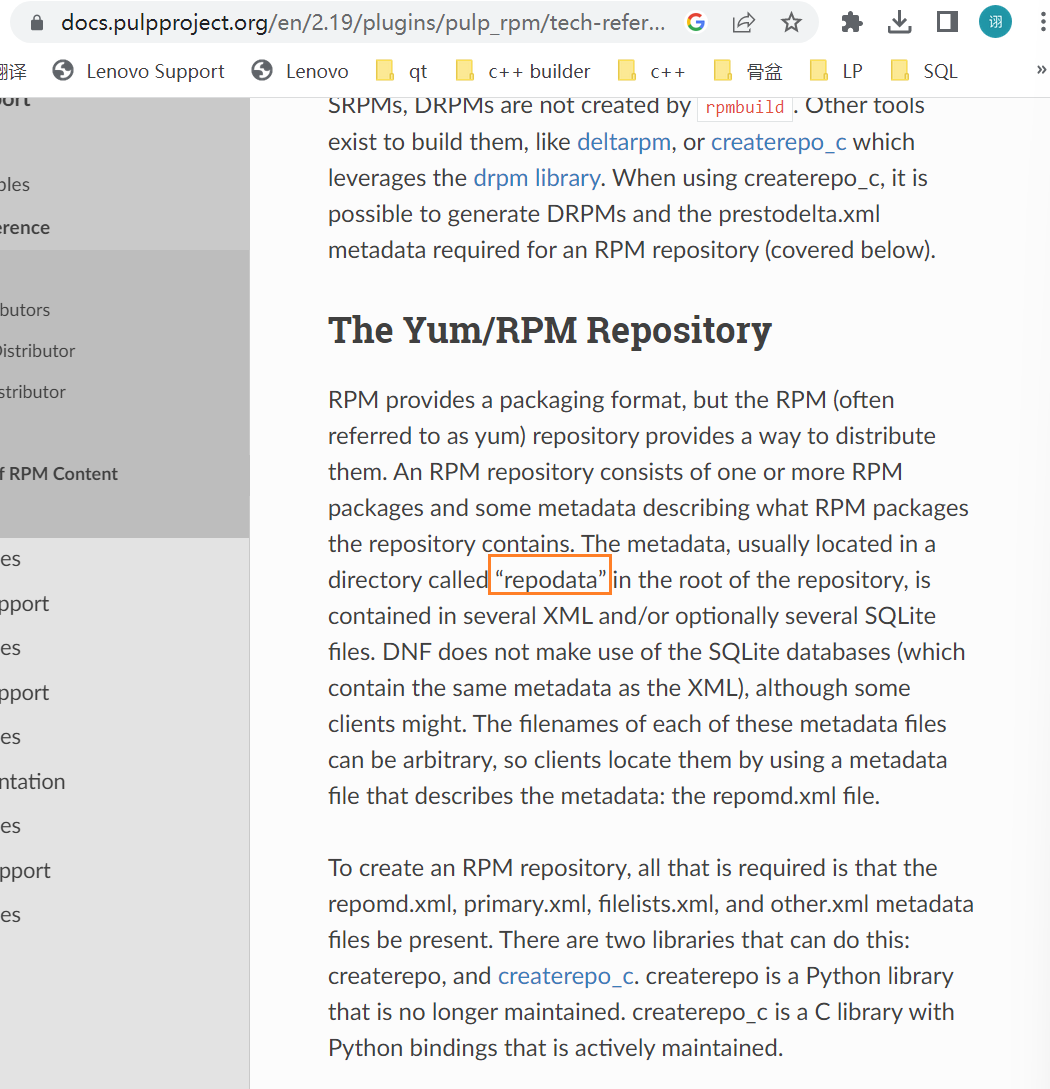 docs.pulpproject.org/en/2.19/plugins/pulp_rpm/tech-refer...
诩
Lenovo Support
Lenovo
qt
c++ builder
c++
骨盆
LP
SQL
»
SRPMs, DRPMs are not created by rpmbuild. Other tools
exist to build them, like deltarpm, or createrepo_c which
leverages the drpm library. When using createrepo_c, it is
possible to generate DRPMs and the prestodelta.xml
metadata required for an RPM repository (covered below).
The Yum/RPM Repository
RPM provides a packaging format, but the RPM (often
referred to as yum) repository provides a way to distribute
them. An RPM repository consists of one or more RPM
packages and some metadata describing what RPM packages
the repository contains. The metadata, usually located in a
directory called “repodata” in the root of the repository, is
contained in several XML and/or optionally several SQLite
files. DNF does not make use of the SQLite databases (which
contain the same metadata as the XML), although some
clients might. The filenames of each of these metadata files
can be arbitrary, so clients locate them by using a metadata
file that describes the metadata: the repomd.xml file.
To create an RPM repository, all that is required is that the
repomd.xml, primary.xml, filelists.xml, and other.xml metadata
files be present. There are two libraries that can do this:
createrepo, and createrepo_c. createrepo is a Python library
that is no longer maintained. createrepo_c is a C library with
Python bindings that is actively maintained.
ples
erence
butors
Distributor
stributor
f RPM Content
es
pport
es
pport
es
ntation
es
pport
es